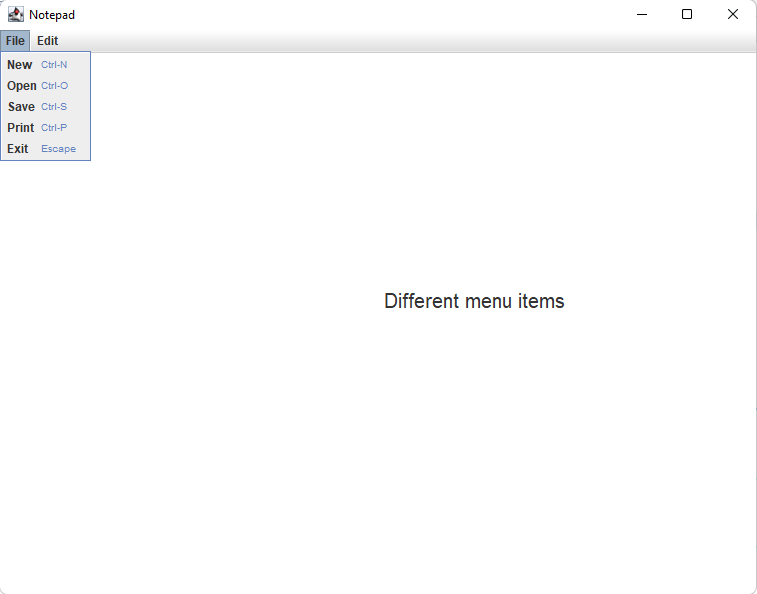 Notepad
File Edit
New Ctrl-N
Open Ctrl-O
Save Ctrl-S
Print Ctrl-P
Exit Escape
Different menu items